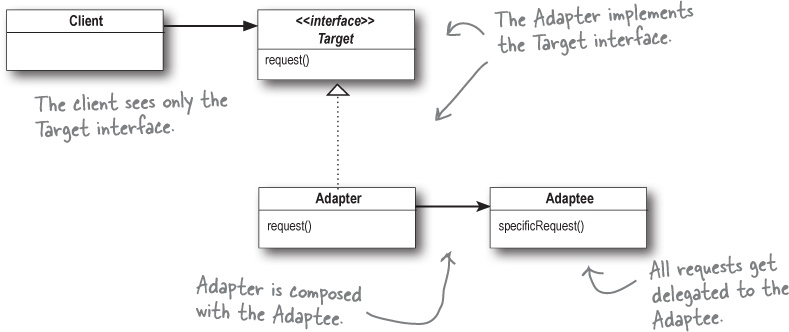 Client
<<interface>>
Target
request()
The Adapter implements
the Target interface.
The client sees only the
Target interface.
Adapter
request()
Adaptee
specificRequest()
Adapter is composed
with the Adaptee.
All requests get
delegated to the
Adaptee.